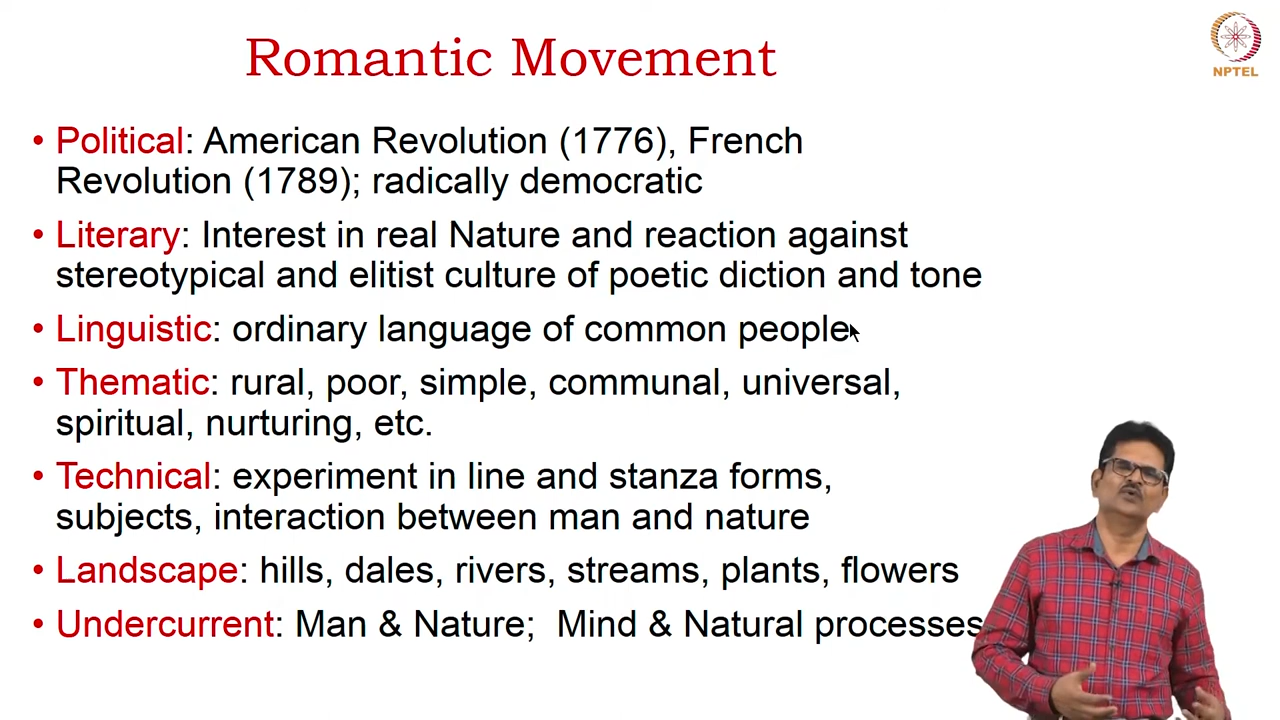 Romantic Movement
NPTEL
• Political: American Revolution (1776), French
Revolution (1789); radically democratic
• Literary: Interest in real Nature and reaction against
stereotypical and elitist culture of poetic diction and tone
• Linguistic: ordinary language of common people
• Thematic: rural, poor, simple, communal, universal,
spiritual, nurturing, etc.
• Technical: experiment in line and stanza forms,
subjects, interaction between man and nature
• Landscape: hills, dales, rivers, streams, plants, flowers
• Undercurrent: Man & Nature;  Mind & Natural processes